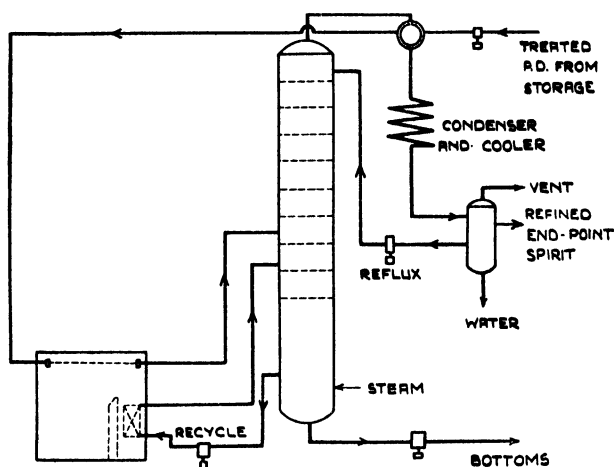 TREATED
P.D. FROM
STORAGE
CONDENSER
AND COOLER
VENT
REFINED
END-POINT
SPIRIT
REFLUX
WATER
STEAM
RECYCLE
BOTTOMS